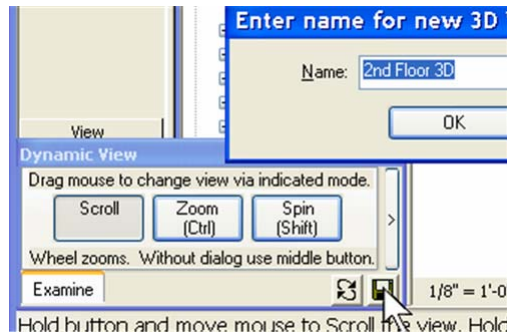 Enter name for new 3D
Name: 2nd Floor 3D
OK
View
Dynamic View
Drag mouse to change view via indicated mode.
Scroll Zoom (Ctrl) Spin (Shift) >
Wheel zooms. Without dialog use middle button.
Examine
1/8" = 1'-0
Hold button and move mouse to Scroll the view. Hold